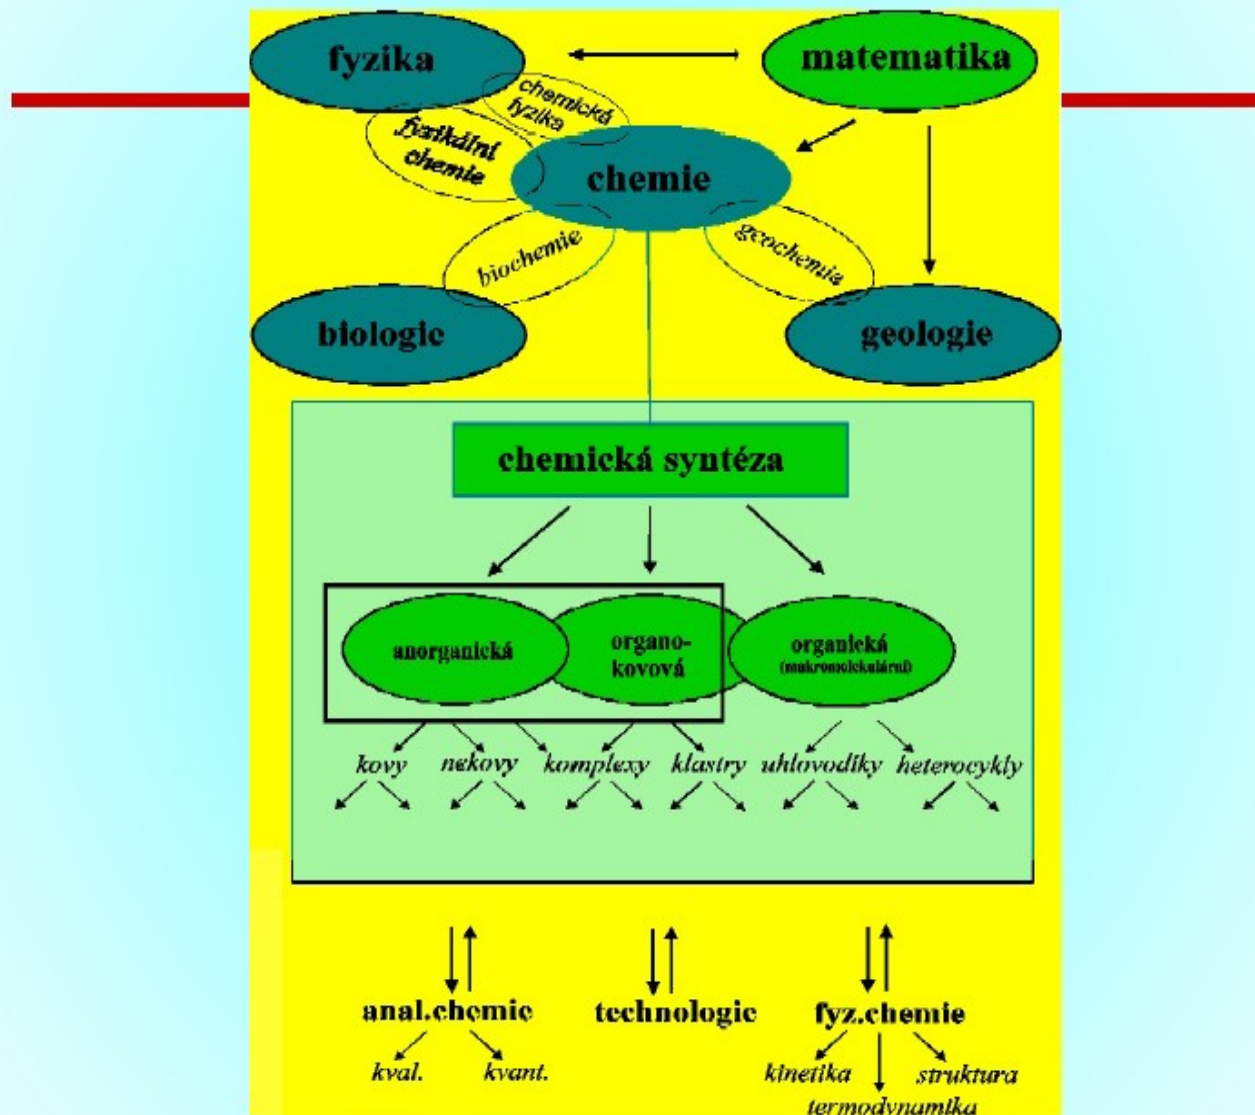 fyzika
matematika
chemická
fyzika
fyzikální
chemie
chemie
biochemie
geochemie
biologie
geologie
chemická syntéza
anorganická
organo-
kovová
organická
(makromolekulární)
kovy nekovy komplexy klastry uhlovodíky heterocykly
anal.chemie technologie fyz.chemie
kval. kvant. kinetika struktura
termodynamika